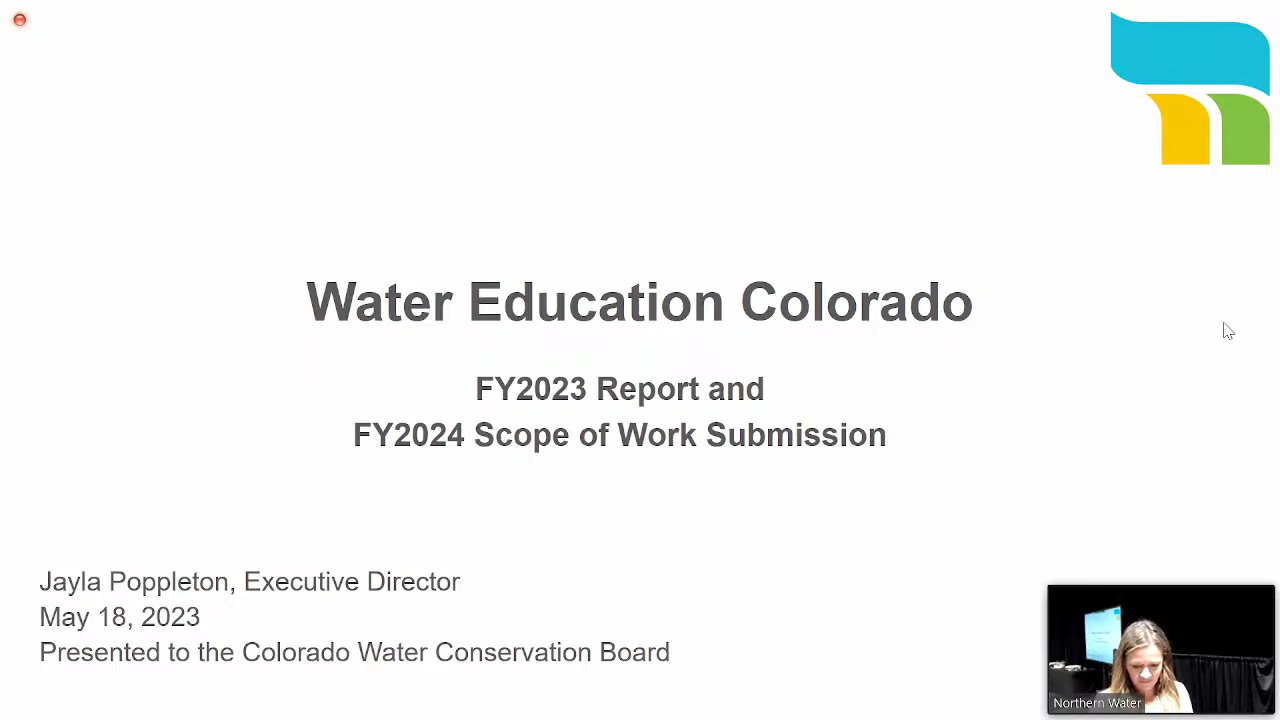 Water Education Colorado
FY2023 Report and
FY2024 Scope of Work Submission
Jayla Poppleton, Executive Director
May 18, 2023
Presented to the Colorado Water Conservation Board
Northern Water